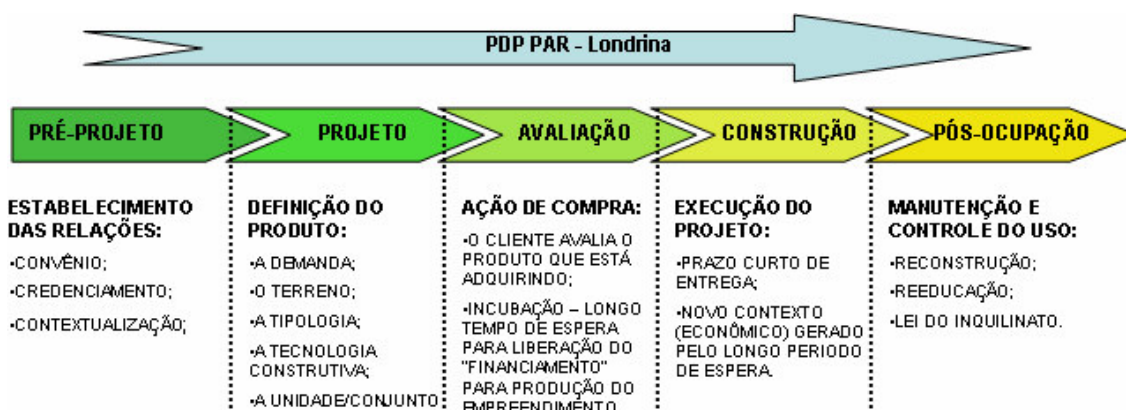 PDP PAR - Londrina
PRÉ-PROJETO
PROJETO
AVALIAÇÃO
CONSTRUÇÃO
PÓS-OCUPAÇÃO
ESTABELECIMENTO
DAS RELAÇÕES:
•CONVÊNIO;
•CREDENCIAMENTO;
•CONTEXTUALIZAÇÃO;
DEFINIÇÃO DO
PRODUTO:
•A DEMANDA;
•O TERRENO;
•A TIPOLOGIA;
•A TECNOLOGIA
CONSTRUTIVA;
•A UNIDADE/CONJUNTO
AÇÃO DE COMPRA:
•O CLIENTE AVALIA O
PRODUTO QUE ESTÁ
ADQUIRINDO;
•INCUBAÇÃO – LONGO
TEMPO DE ESPERA
PARA LIBERAÇÃO DO
"FINANCIAMENTO"
PARA PRODUÇÃO DO
EMPREENDIMENTO
EXECUÇÃO DO
PROJETO:
•PRAZO CURTO DE
ENTREGA;
•NOVO CONTEXTO
(ECONÔMICO) GERADO
PELO LONGO PERIODO
DE ESPERA.
MANUTENÇÃO E
CONTROLE DO USO:
•RECONSTRUÇÃO;
•REEDUCAÇÃO;
•LEI DO INQUILINATO.